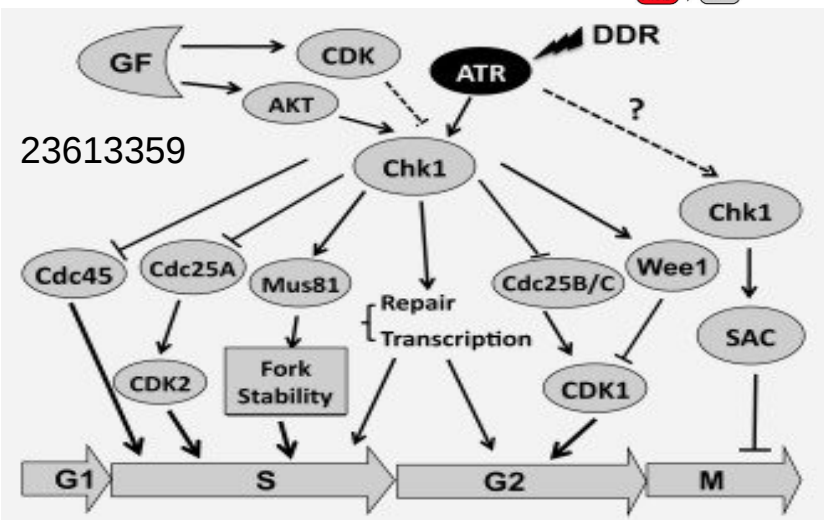 DDR
GF
CDK
ATR
AKT
?
23613359
Chk1
Chk1
Cdc45
Cdc25A
Mus81
Cdc25B/C
Wee1
Repair
Transcription
SAC
CDK2
Fork
Stability
CDK1
G1
S
G2
M